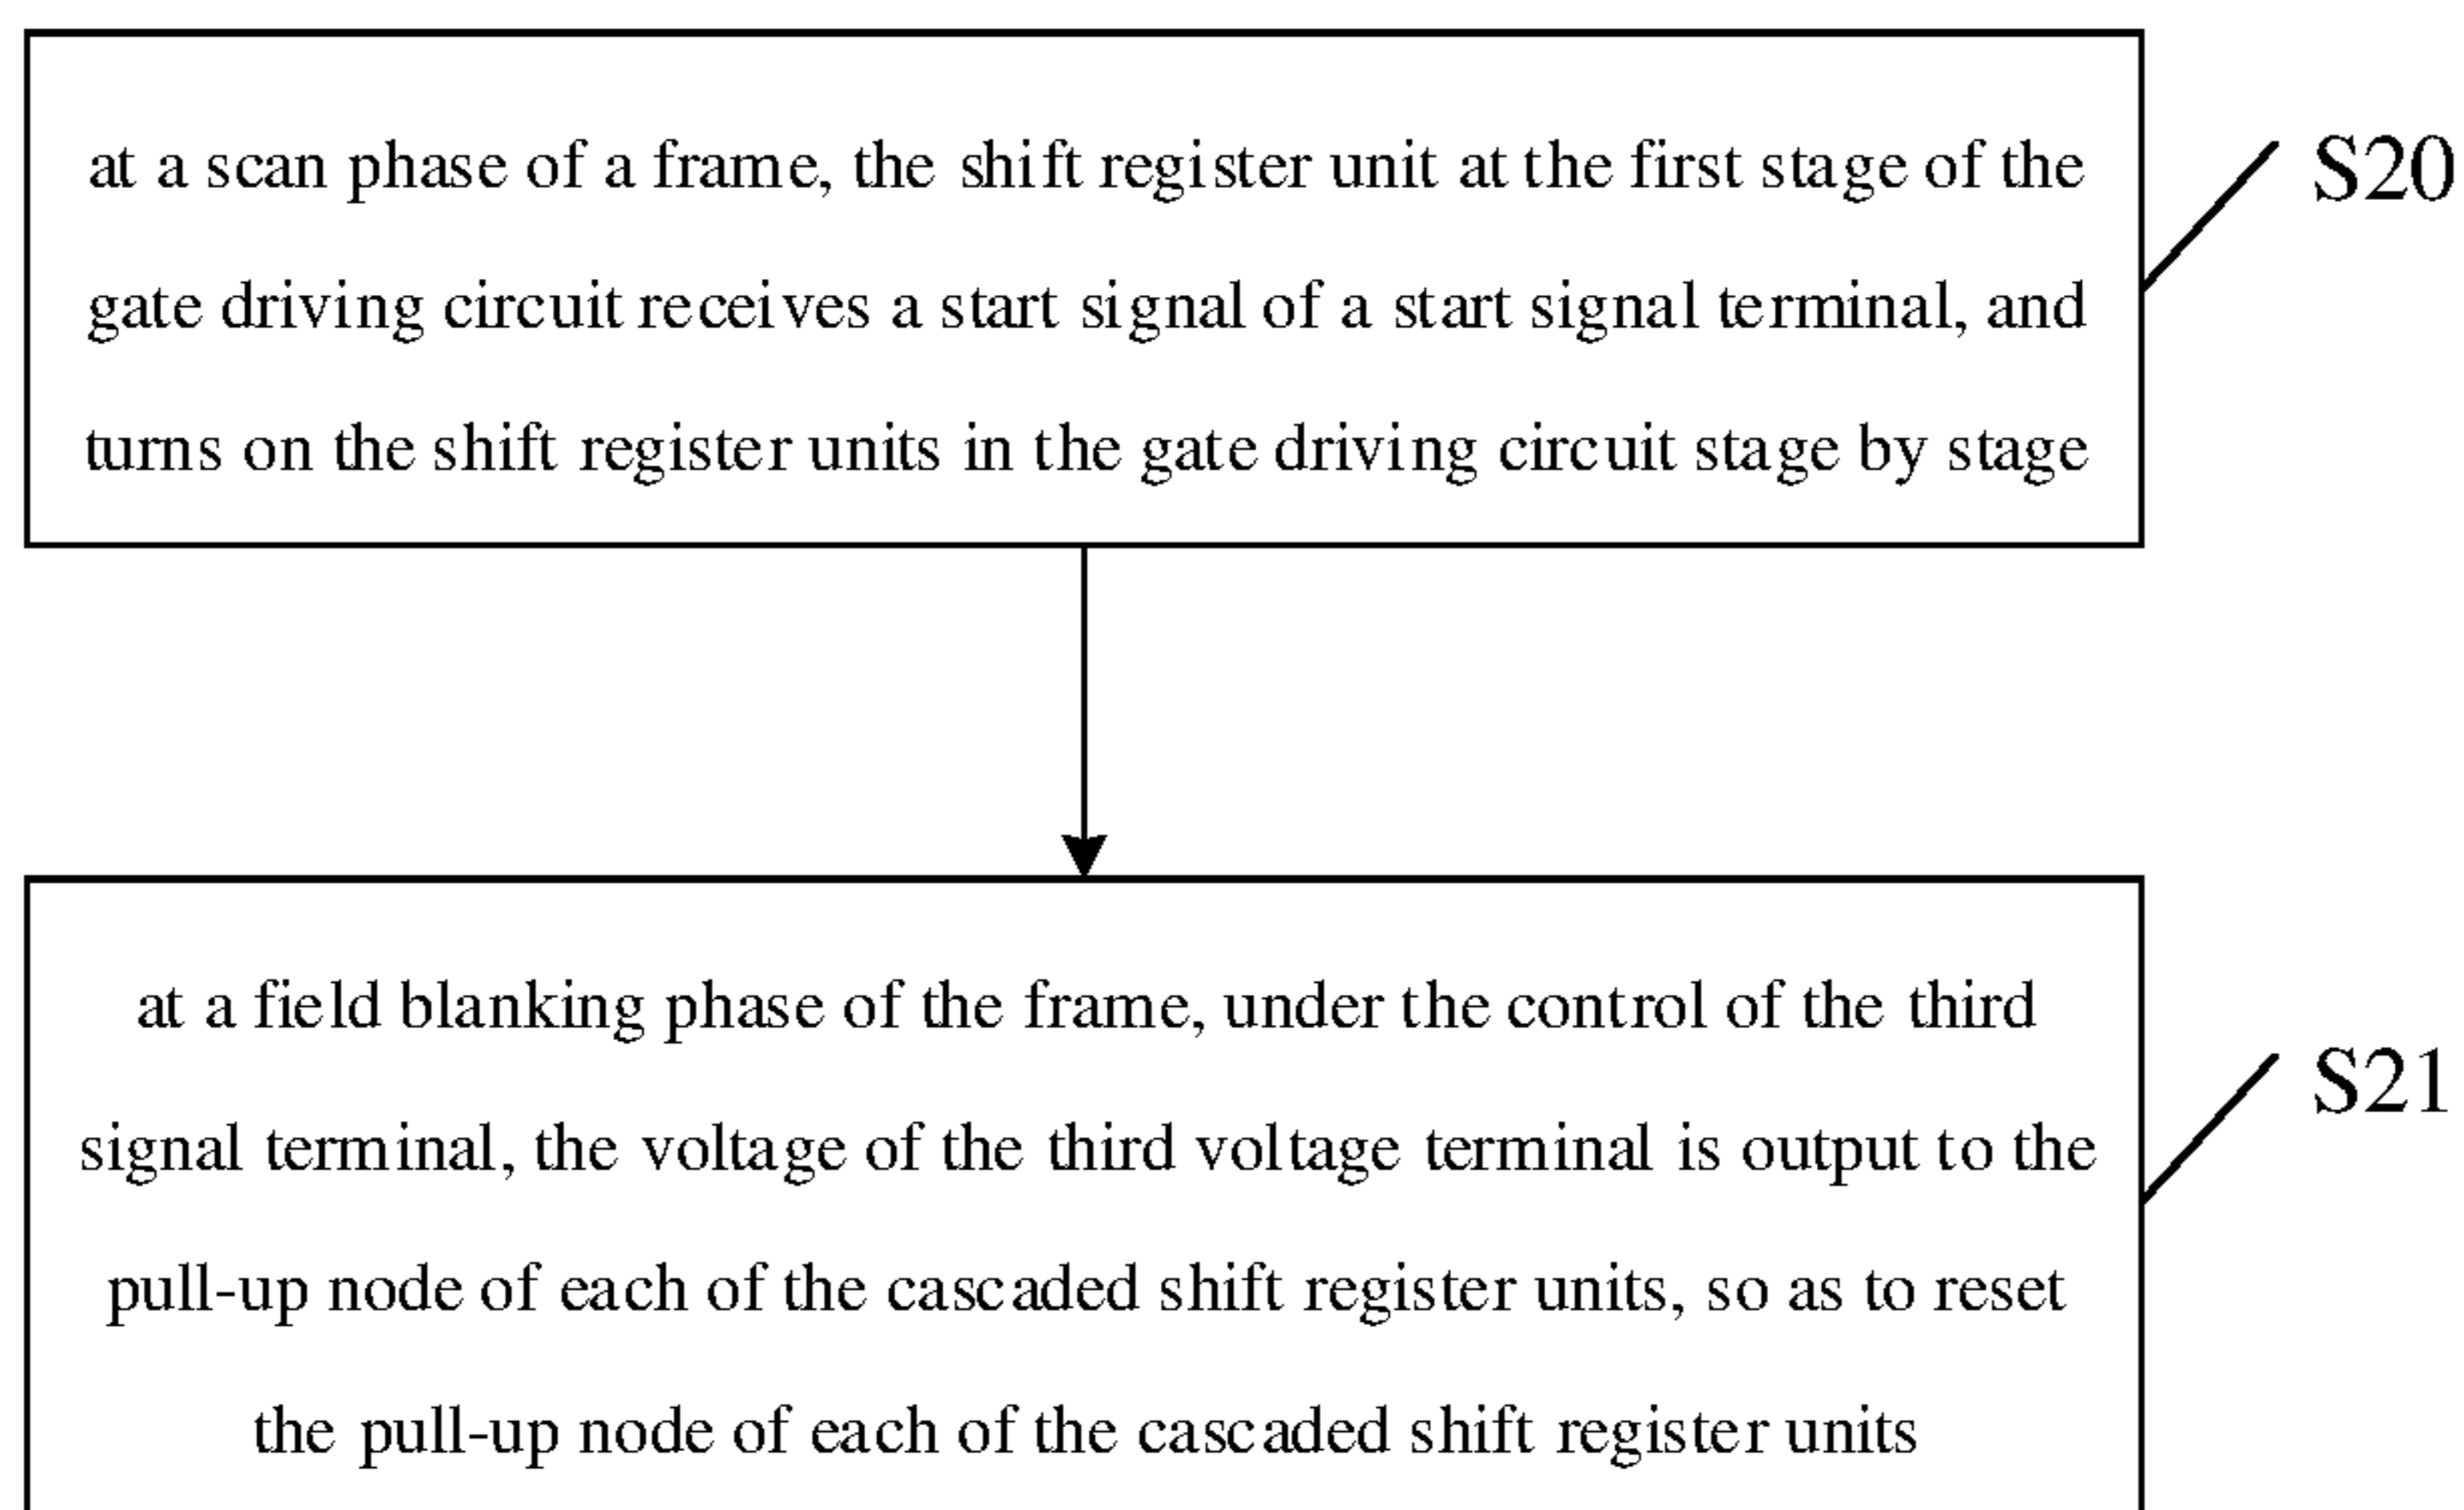 at a scan phase of a frame, the shift register unit at the first stage of the
gate driving circuit receives a start signal of a start signal terminal, and
turns on the shift register units in the gate driving circuit stage by stage
S20
at a field blanking phase of the frame, under the control of the third
signal terminal, the voltage of the third voltage terminal is output to the
pull-up node of each of the cascaded shift register units, so as to reset
the pull-up node of each of the cascaded shift register units
S21